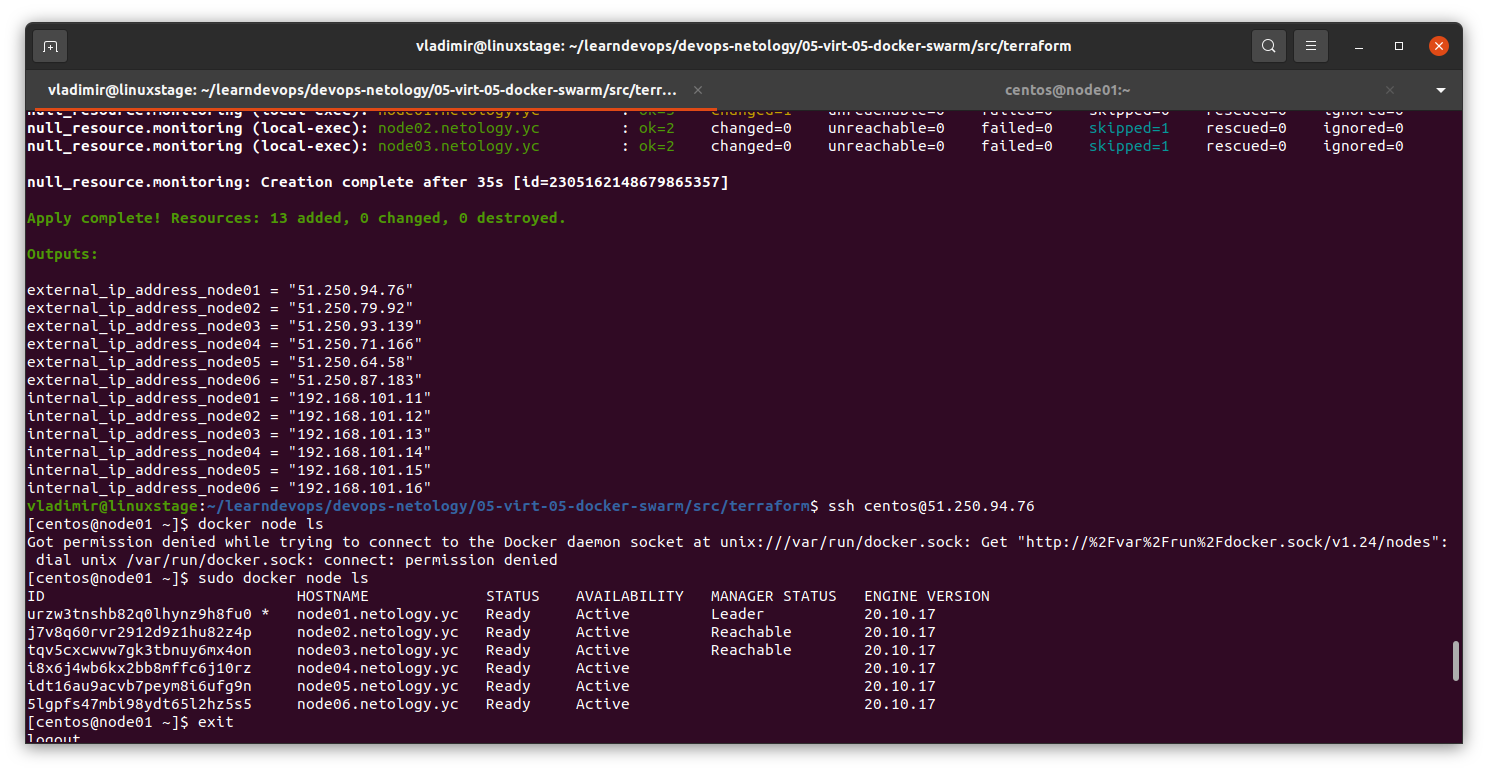 vladimir@linuxstage: ~/learndevops/devops-netology/05-virt-05-docker-swarm/src/terraform
vladimir@linuxstage: ~/learndevops/devops-netology/05-virt-05-docker-swarm/src/terr... × centos@node01:~ ×
null_resource.monitoring (local-exec): node01.netology.yc : ok=3 changed=1 unreachable=0 failed=0 skipped=0 rescued=0 ignored=0
null_resource.monitoring (local-exec): node02.netology.yc : ok=2 changed=0 unreachable=0 failed=0 skipped=1 rescued=0 ignored=0
null_resource.monitoring (local-exec): node03.netology.yc : ok=2 changed=0 unreachable=0 failed=0 skipped=1 rescued=0 ignored=0
null_resource.monitoring: Creation complete after 35s [id=2305162148679865357]
Apply complete! Resources: 13 added, 0 changed, 0 destroyed.
Outputs:
external_ip_address_node01 = "51.250.94.76"
external_ip_address_node02 = "51.250.79.92"
external_ip_address_node03 = "51.250.93.139"
external_ip_address_node04 = "51.250.71.166"
external_ip_address_node05 = "51.250.64.58"
external_ip_address_node06 = "51.250.87.183"
internal_ip_address_node01 = "192.168.101.11"
internal_ip_address_node02 = "192.168.101.12"
internal_ip_address_node03 = "192.168.101.13"
internal_ip_address_node04 = "192.168.101.14"
internal_ip_address_node05 = "192.168.101.15"
internal_ip_address_node06 = "192.168.101.16"
vladimir@linuxstage:~/learndevops/devops-netology/05-virt-05-docker-swarm/src/terraform$ ssh centos@51.250.94.76
[centos@node01 ~]$ docker node ls
Got permission denied while trying to connect to the Docker daemon socket at unix:///var/run/docker.sock: Get "http://%2Fvar%2Frun%2Fdocker.sock/v1.24/nodes":
dial unix /var/run/docker.sock: connect: permission denied
[centos@node01 ~]$ sudo docker node ls
ID HOSTNAME STATUS AVAILABILITY MANAGER STATUS ENGINE VERSION
urzw3tnshb82q0lhynz9h8fu0 * node01.netology.yc Ready Active Leader 20.10.17
j7v8q60rvr2912d9z1hu82z4p node02.netology.yc Ready Active Reachable 20.10.17
tqv5cxcwvw7gk3tbnuy6mx4on node03.netology.yc Ready Active Reachable 20.10.17
i8x6j4wb6kx2bb8mffc6j10rz node04.netology.yc Ready Active 20.10.17
idt16au9acvb7peym8i6ufg9n node05.netology.yc Ready Active 20.10.17
5lgpfs47mbi98ydt65l2hz5s5 node06.netology.yc Ready Active 20.10.17
[centos@node01 ~]$ exit
logout